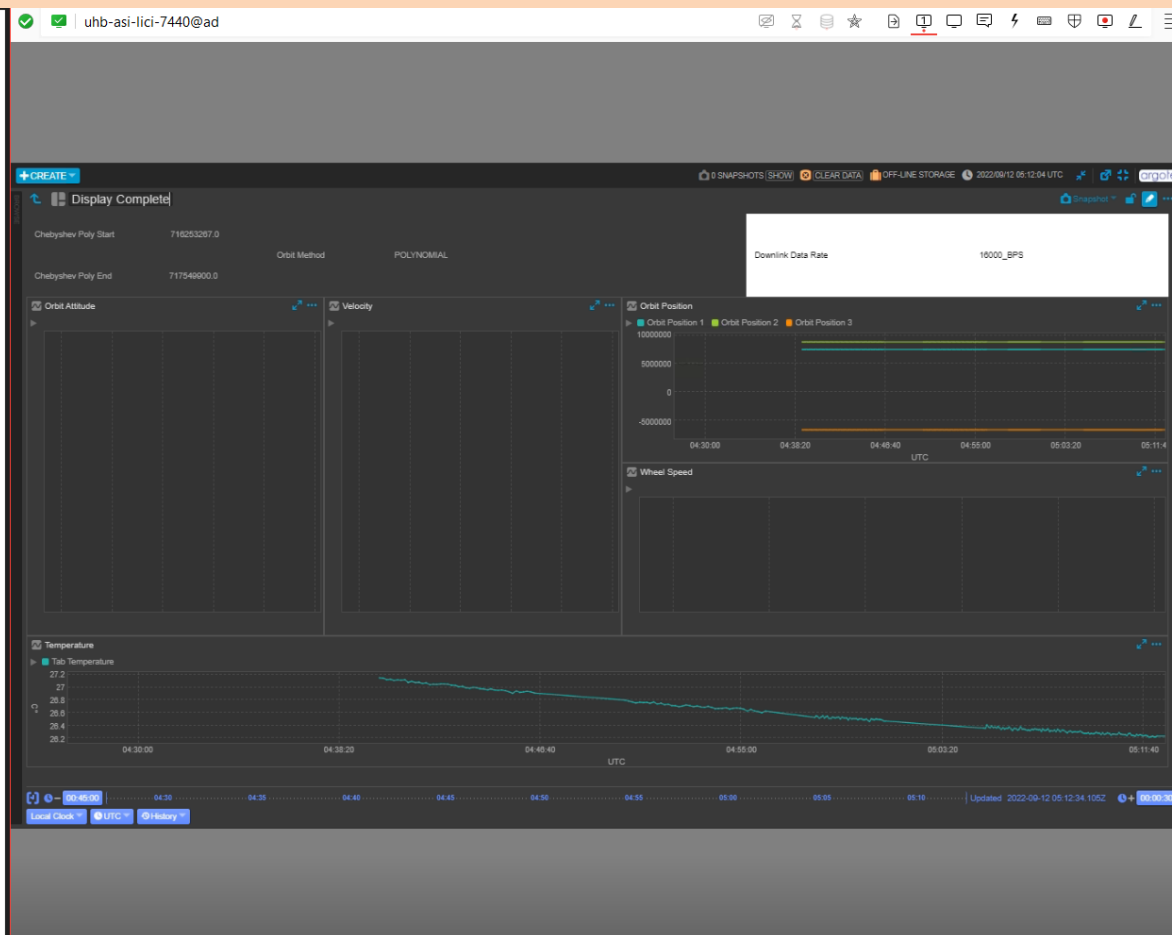 uhb-asi-lici-7440@ad
1
CREATE
0 SNAPSHOTS SHOW CLEAR DATA OFF-LINE STORAGE 2022/09/12 05:12:04 UTC
Display Complete Snapshot
Chebyshev Poly Start 716253267.0
Orbit Method POLYNOMIAL
Downlink Data Rate 16000_BPS
Chebyshev Poly End 717549900.0
Orbit Attitude
Velocity
Orbit Position
Orbit Position 1 Orbit Position 2 Orbit Position 3
10000000
5000000
0
-5000000
04:30:00 04:38:20 04:46:40 04:55:00 05:03:20 05:11:4
UTC
Wheel Speed
Temperature
Tab Temperature
27.2
27
26.8
26.6
26.4
26.2
C°
04:30:00 04:38:20 04:46:40 04:55:00 05:03:20 05:11:40
UTC
00:45:00 04:30 04:35 04:40 04:45 04:50 04:55 05:00 05:05 05:10 Updated 2022-09-12 05:12:34.105Z 00:00:30
Local Clock UTC History